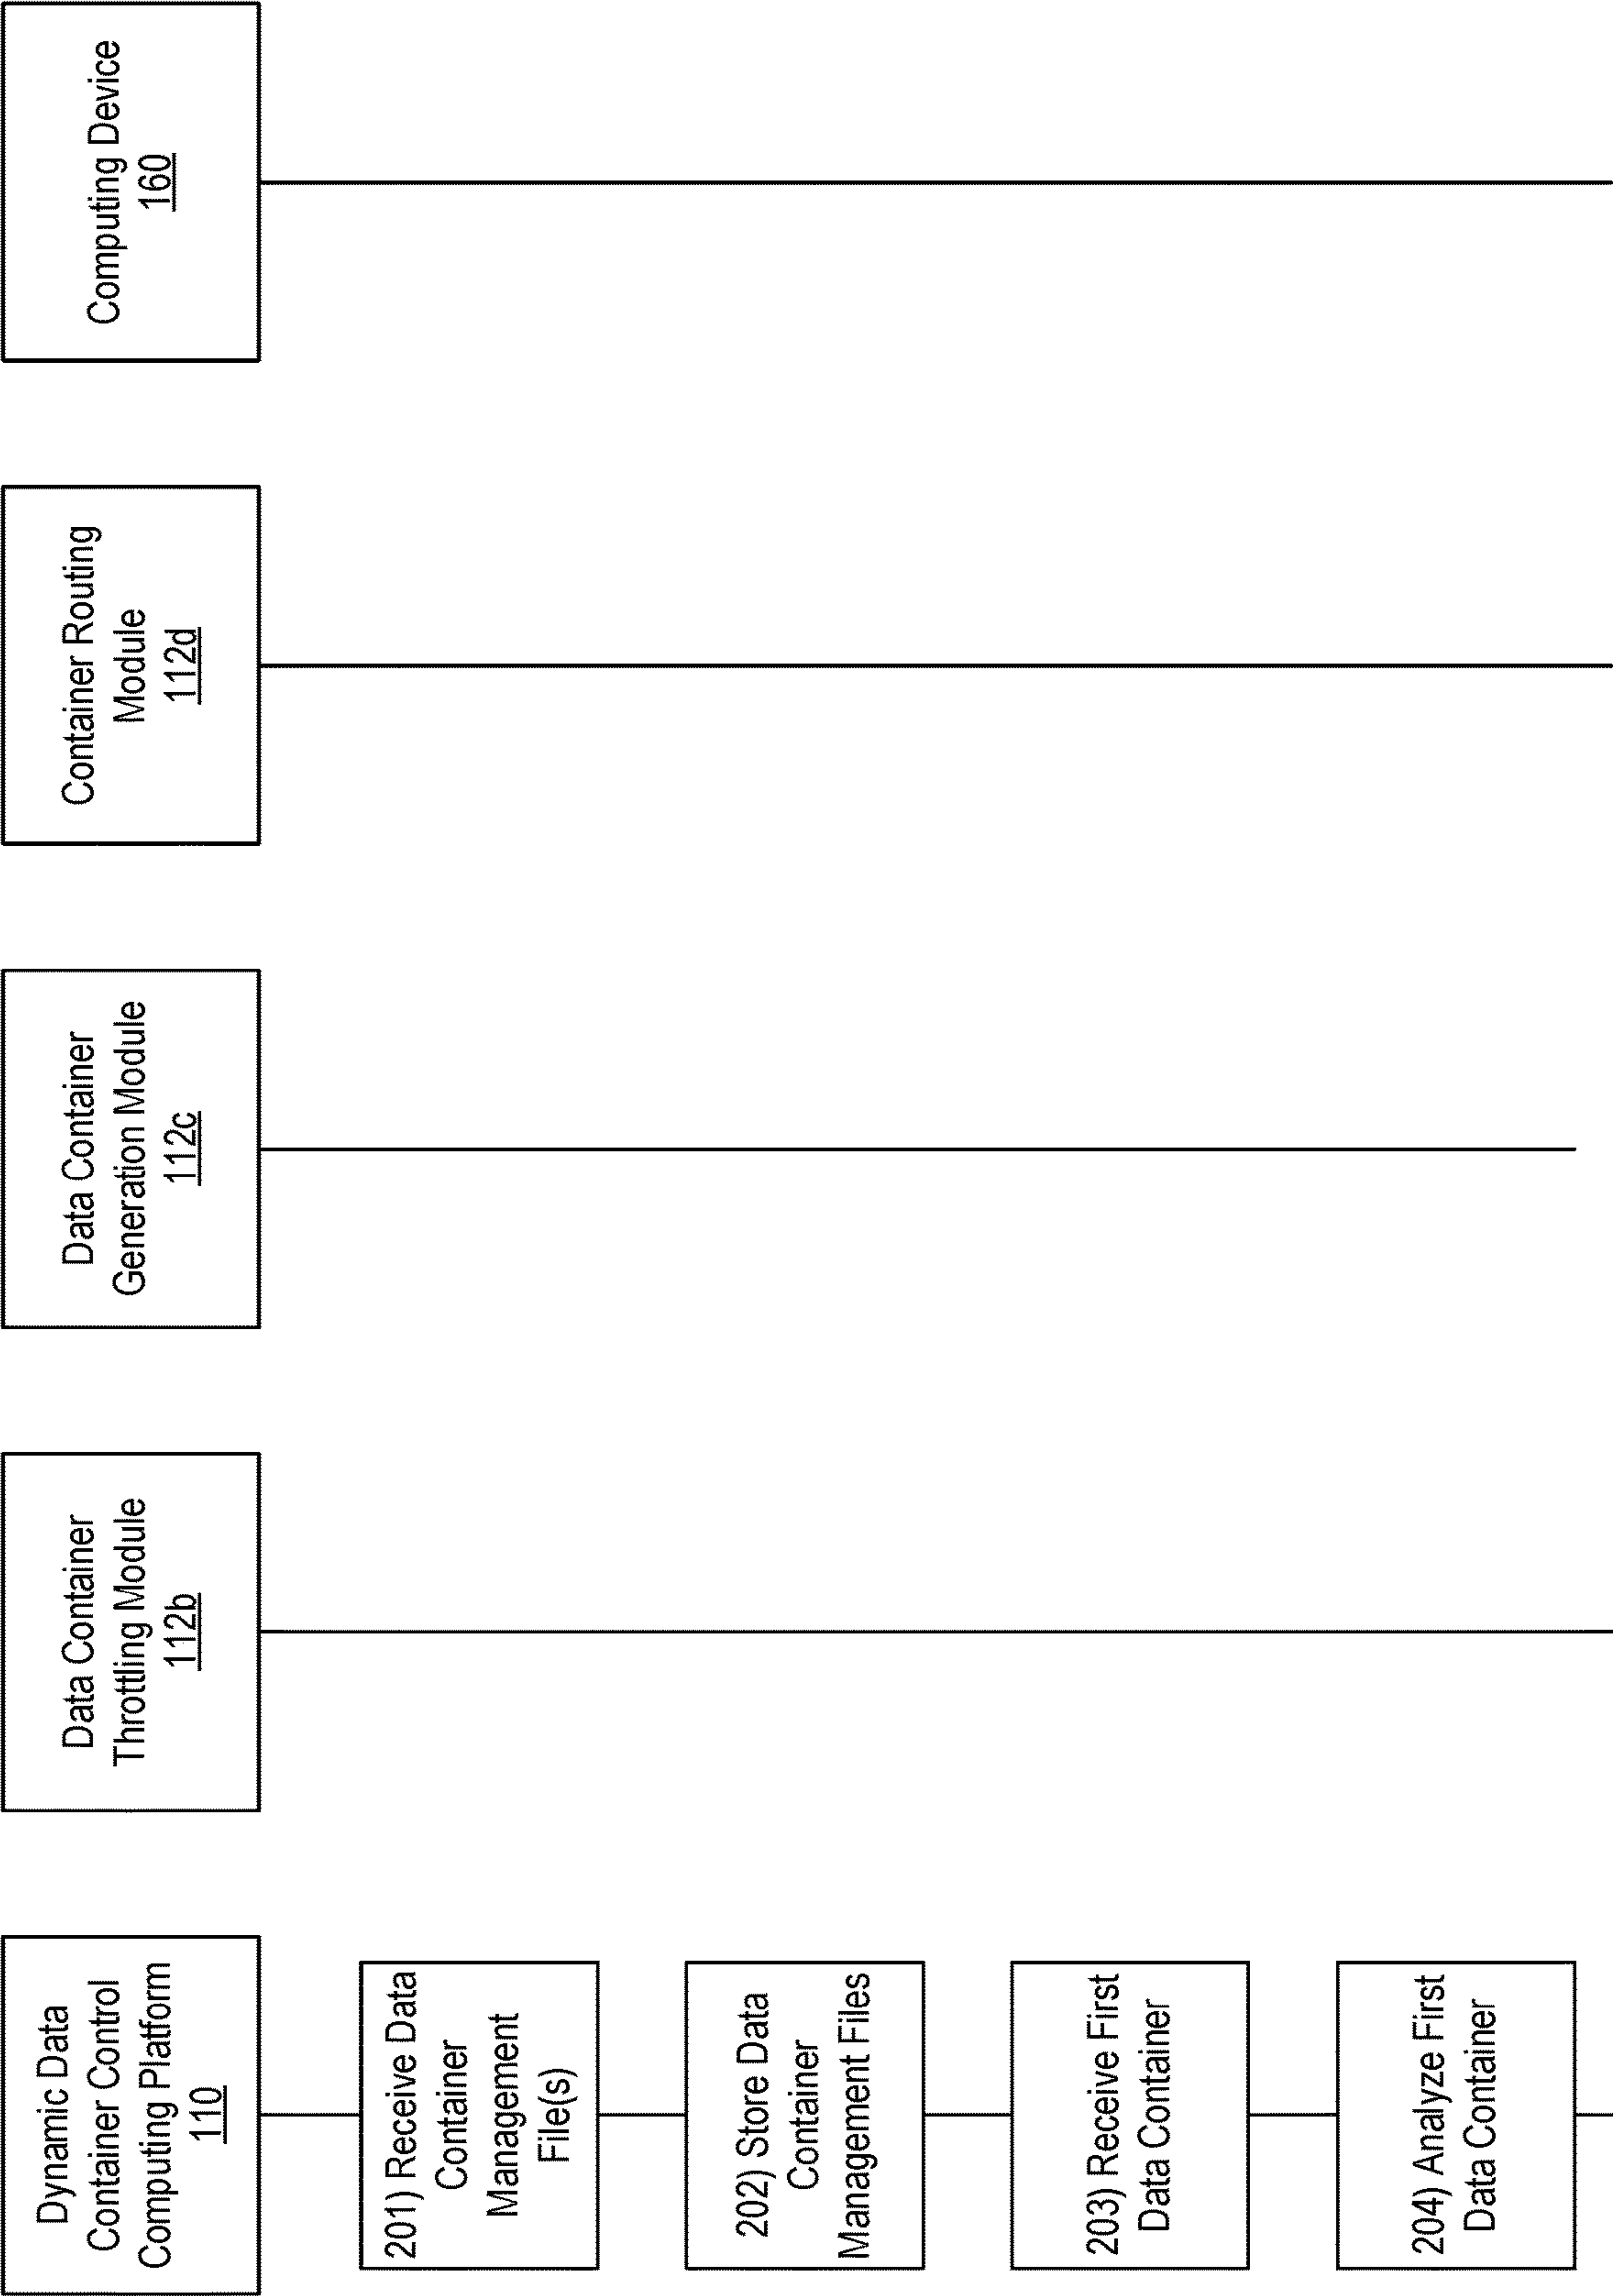 Dynamic Data
Container Control
Computing Platform
110
Data Container
Throttling Module
112b
Data Container
Generation Module
112c
Container Routing
Module
112d
Computing Device
160
201) Receive Data
Container
Management
File(s)
202) Store Data
Container
Management Files
203) Receive First
Data Container
204) Analyze First
Data Container